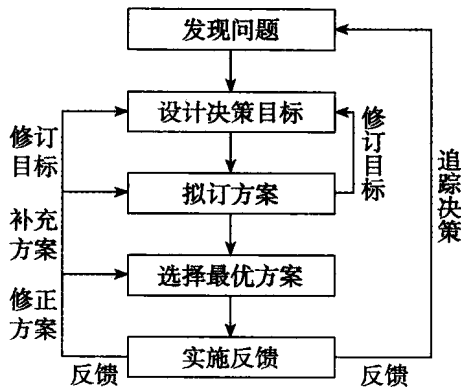 发现问题
设计决策目标
修订
目标
修订目标
追踪决策
拟订方案
补充
方案
选择最优方案
修正
方案
实施反馈
反馈
反馈